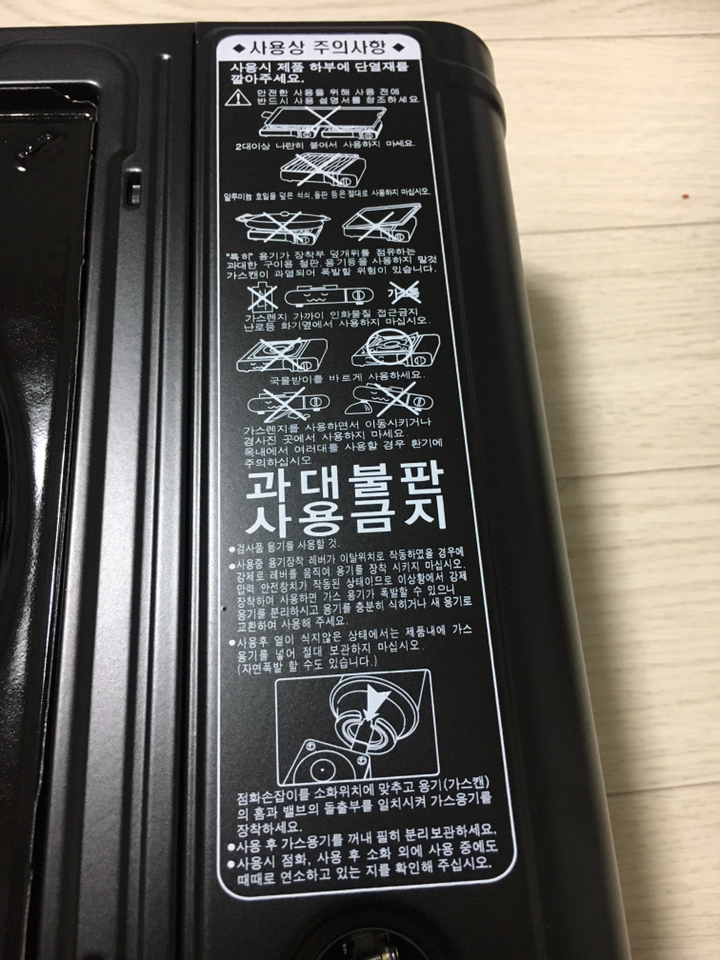 ◆사용상 주의사항◆
사용시 제품 하부에 단열재를
깔아주세요.
안전한 사용을 위해 사용 전에
반드시 사용 설명서를 참조하세요.
2대이상 나란히 붙여서 사용하지 마세요.
알루미늄 호일을 덮은 석쇠, 돌판 등은 절대로 사용하지 마십시오.
"특히" 용기가 장착부 덮개위를 점유하는
과대한 구이용 철판, 용기등을 사용하지 말것
가스캔이 과열되어 폭발할 위험이 있습니다.
가스렌지 가까이 인화물질 접근금지
난로등 화기옆에서 사용하지 마십시오.
국물받이를 바르게 사용하세요.
가스렌지를 사용하면서 이동시키거나
경사진 곳에서 사용하지 마세요
옥내에서 여러대를 사용할 경우 환기에
주의하십시오
과대불판
사용금지
●검사품 용기를 사용할 것.
●사용중 용기장착 레버가 이탈위치로 작동하였을 경우에
강제로 레버를 움직여 용기를 장착 시키지 마십시오.
압력 안전장치가 작동된 상태이므로 이상황에서 강제
장착하여 사용하면 가스 용기가 폭발할 수 있으니
용기를 분리하시고 용기를 충분히 식히거나 새 용기로
교환하여 사용해 주세요.
●사용후 열이 식지않은 상태에서는 제품내에 가스
용기를 넣어 절대 보관하지 마십시오.
(자연폭발 할 수도 있습니다.)
점화손잡이를 소화위치에 맞추고 용기(가스캔)
의 홈과 밸브의 돌출부를 일치시켜 가스용기를
장착하세요.
●사용 후 가스용기를 꺼내 필히 분리보관하세요.
●사용시 점화, 사용 후 소화 외에 사용 중에도
때때로 연소하고 있는 지를 확인해 주십시오.